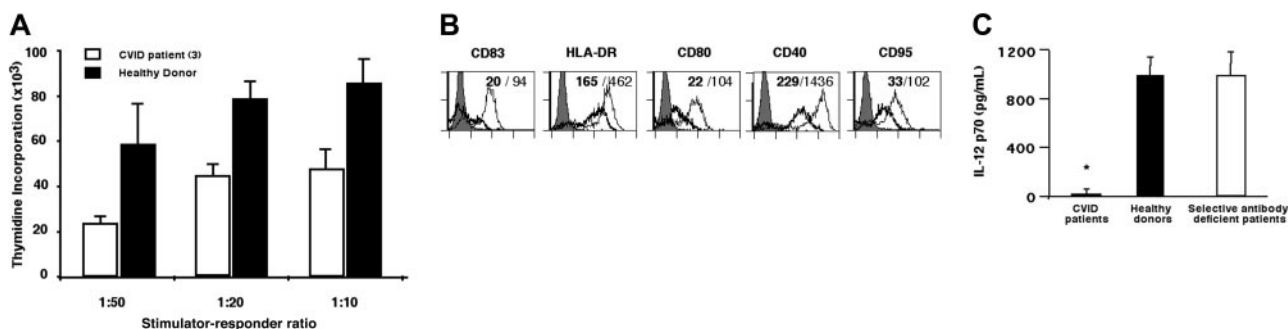 A
CVID patient (3)
Healthy Donor
Thymidine Incorporation (x10³)
100
80
60
40
20
0
1:50
1:20
1:10
Stimulator-responder ratio
B
CD83
HLA-DR
CD80
CD40
CD95
20 / 94
165 / 462
22 / 104
229/1436
33/102
C
IL-12 p70 (pg/mL)
1200
800
400
0
*
CVID
patients
Healthy
donors
Selective antibody
deficient patients